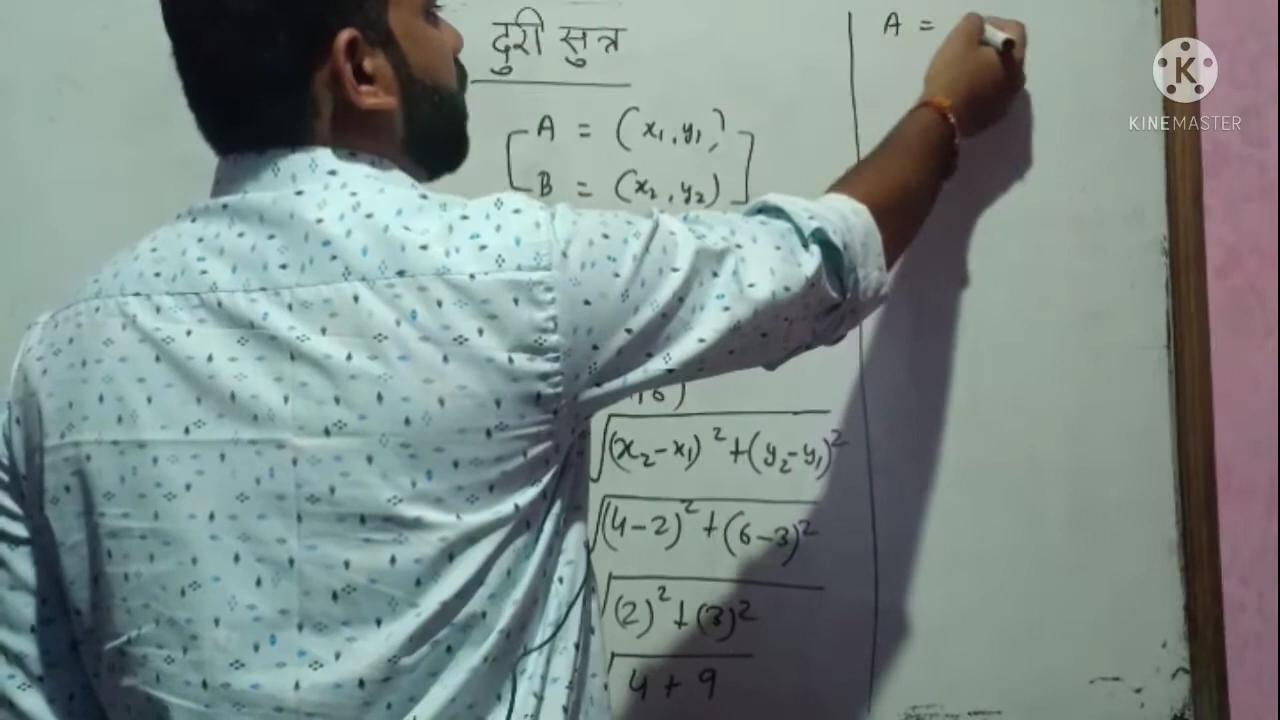 दुरी सुत्र
A = (x₁, y₁)
B = (x₂, y₂)
, 6)
√(x₂-x₁)² + (y₂-y₁)²
√(4-2)² + (6-3)²
√(2)² + (3)²
√4 + 9
A =
K
KINEMASTER